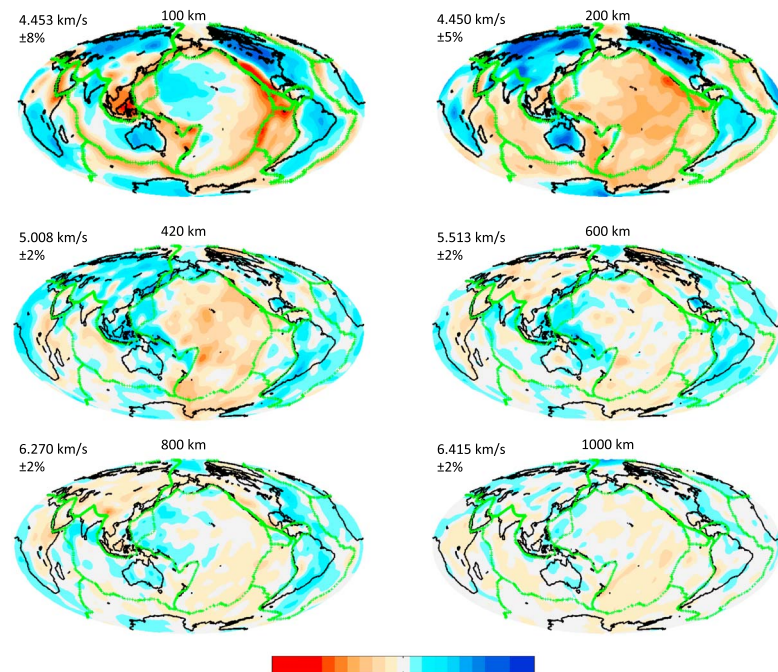 4.453 km/s
±8%
100 km
4.450 km/s
±5%
200 km
5.008 km/s
±2%
420 km
5.513 km/s
±2%
600 km
6.270 km/s
±2%
800 km
6.415 km/s
±2%
1000 km